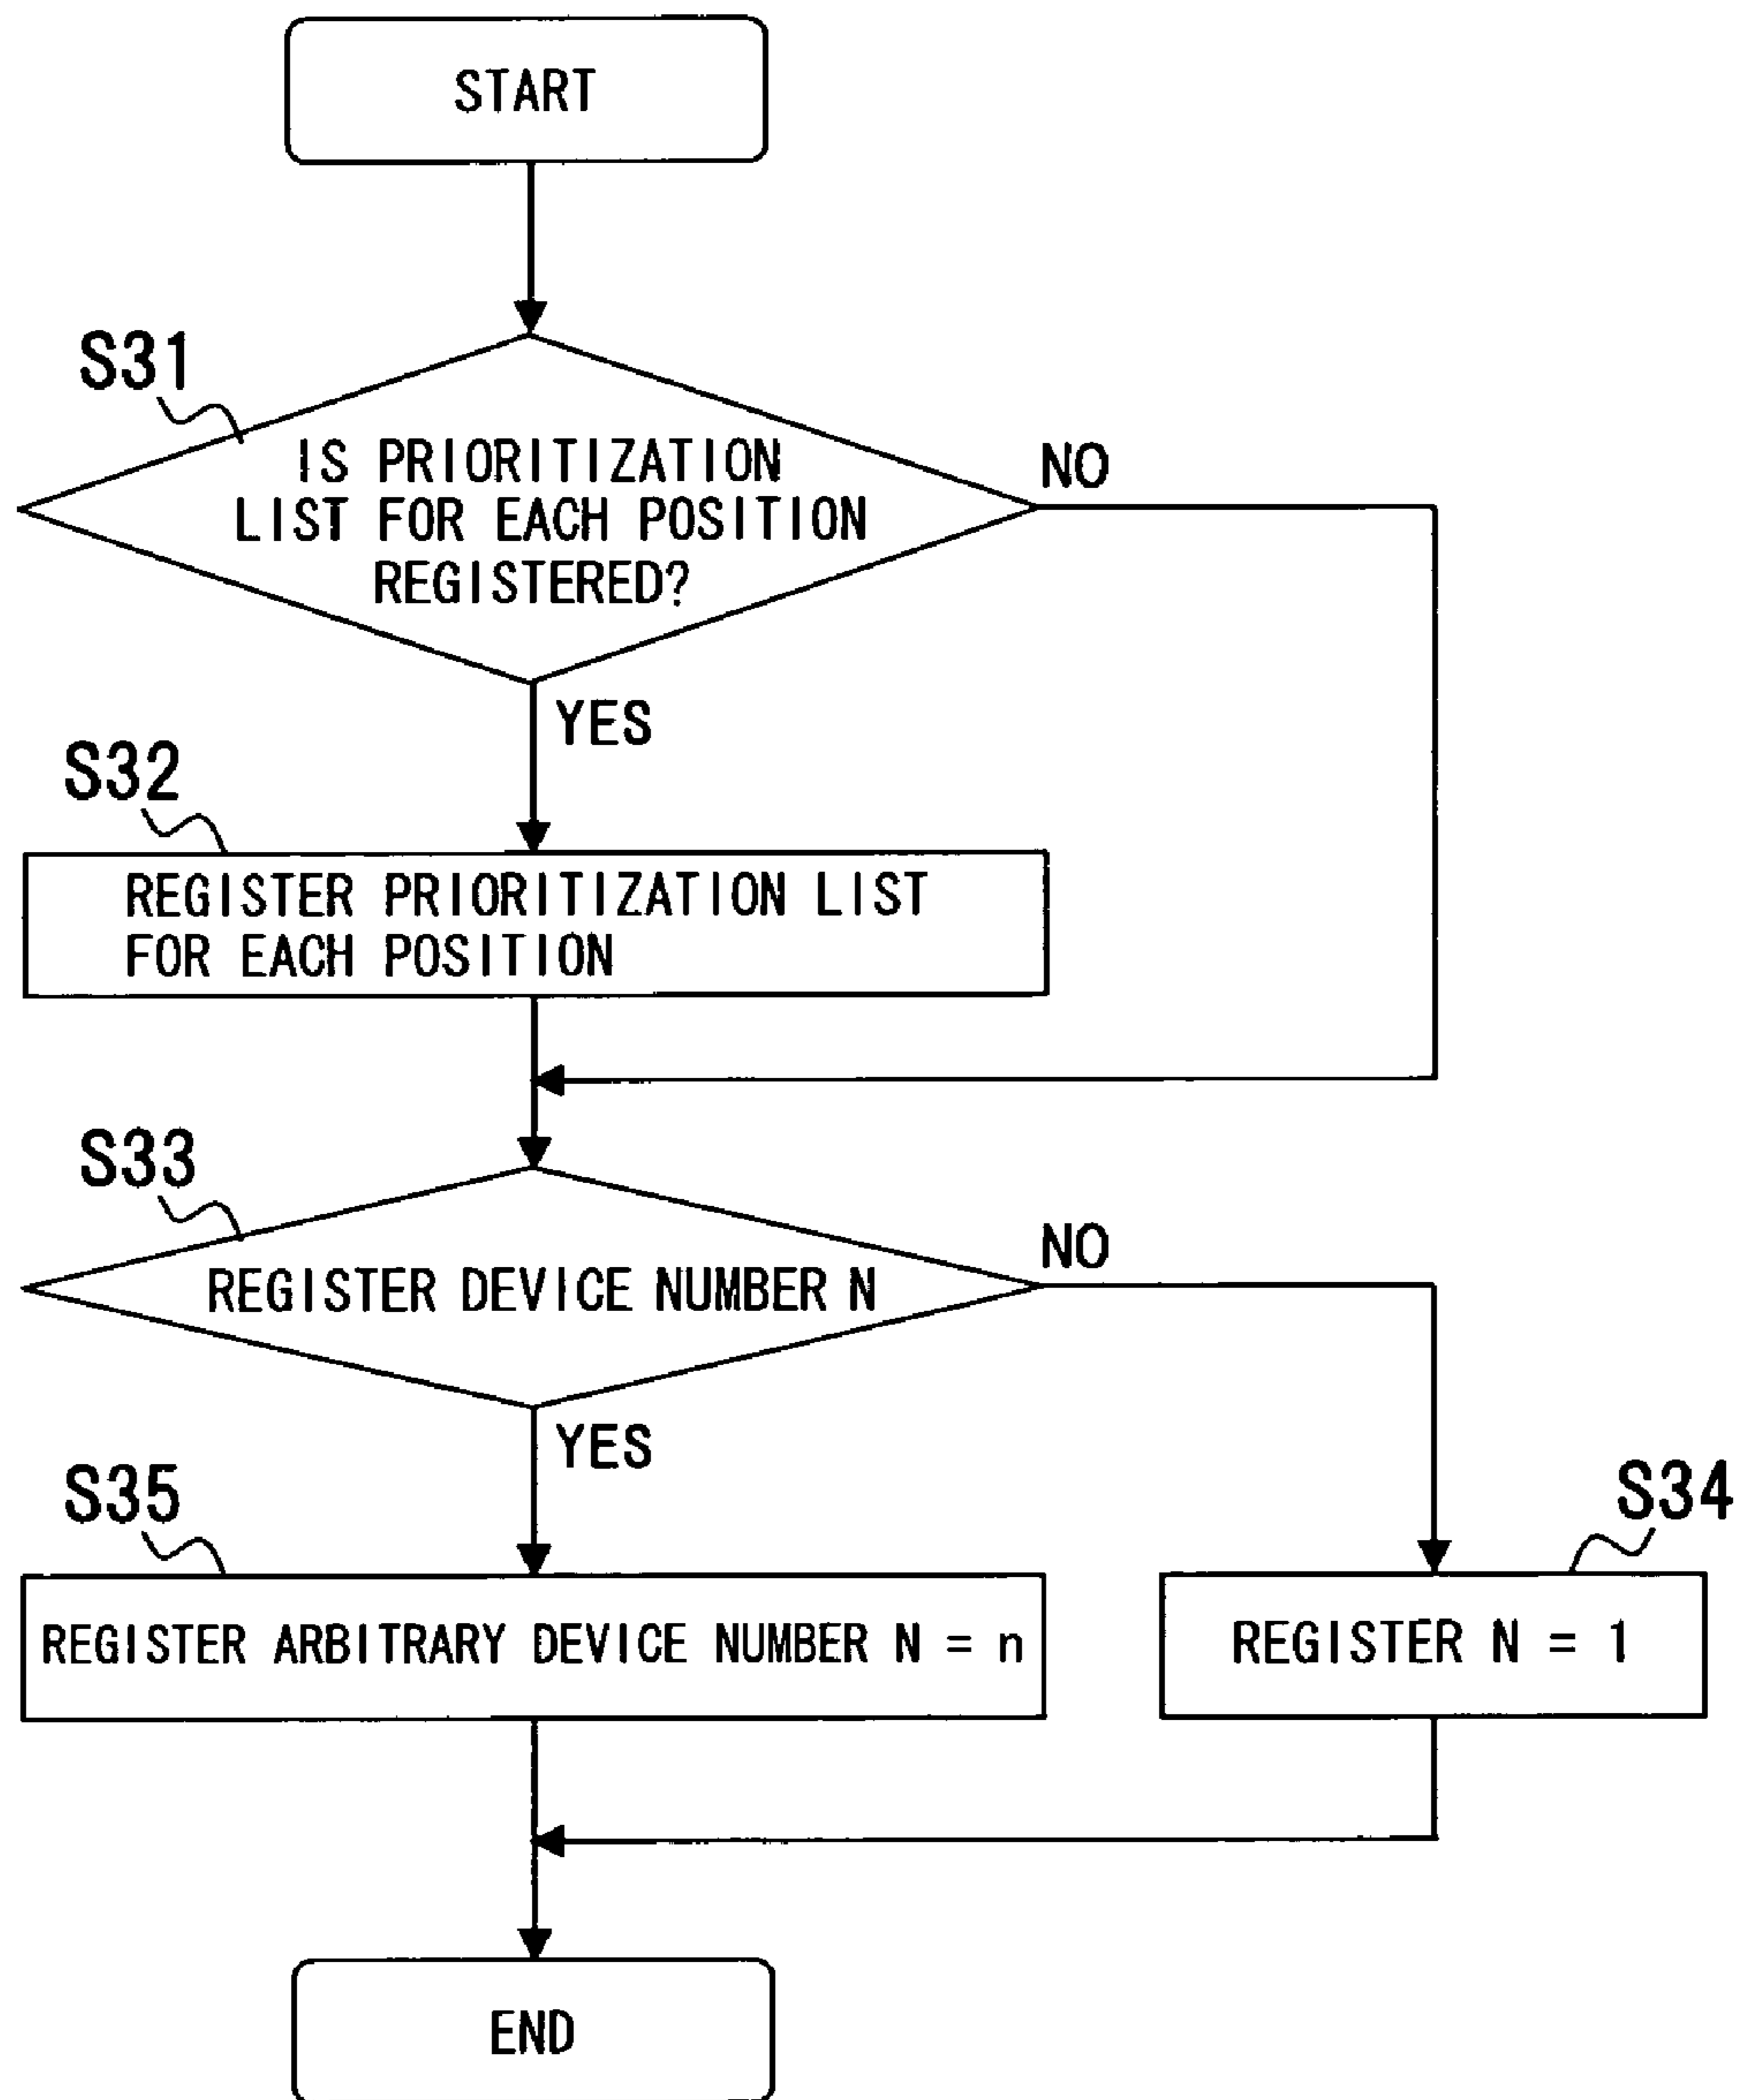 START
S31
IS PRIORITIZATION
LIST FOR EACH POSITION
REGISTERED?
NO
YES
S32
REGISTER PRIORITIZATION LIST
FOR EACH POSITION
S33
REGISTER DEVICE NUMBER N
NO
YES
S35
REGISTER ARBITRARY DEVICE NUMBER N = n
S34
REGISTER N = 1
END